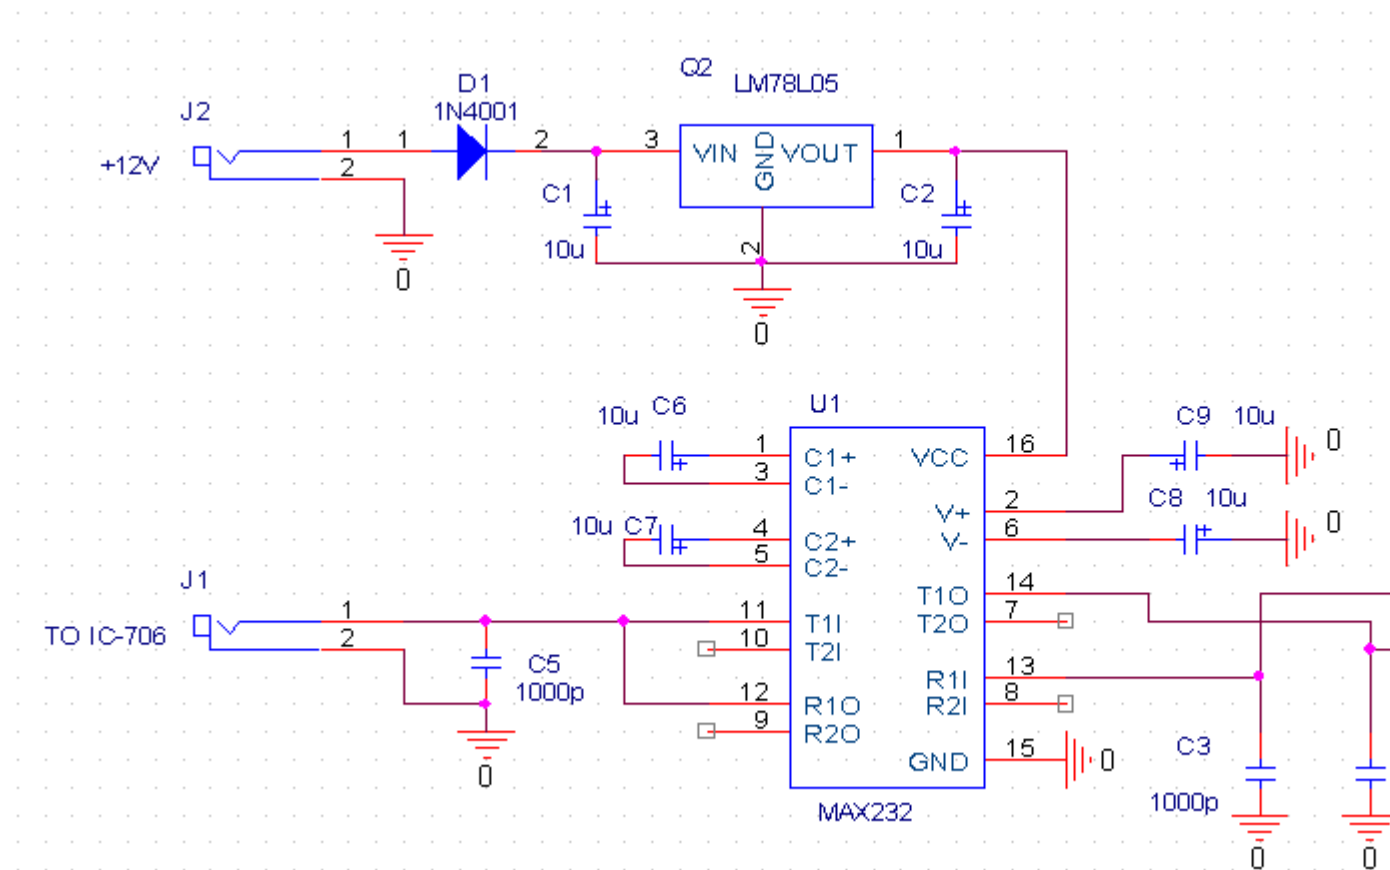 Q2
LM78L05
D1
1N4001
J2
+12V
1
1
2
2
3
VIN
GND
VOUT
1
C1
10u
2
C2
10u
0
0
U1
10u
C6
1
C1+
3
C1-
VCC
16
C9
10u
0
10u
C7
4
C2+
5
C2-
V+
2
V-
6
C8
10u
0
J1
TO IC-706
1
2
C5
1000p
0
11
T1I
10
T2I
12
R1O
9
R2O
T1O
14
T2O
7
R1I
13
R2I
8
GND
15
0
MAX232
C3
1000p
0
0